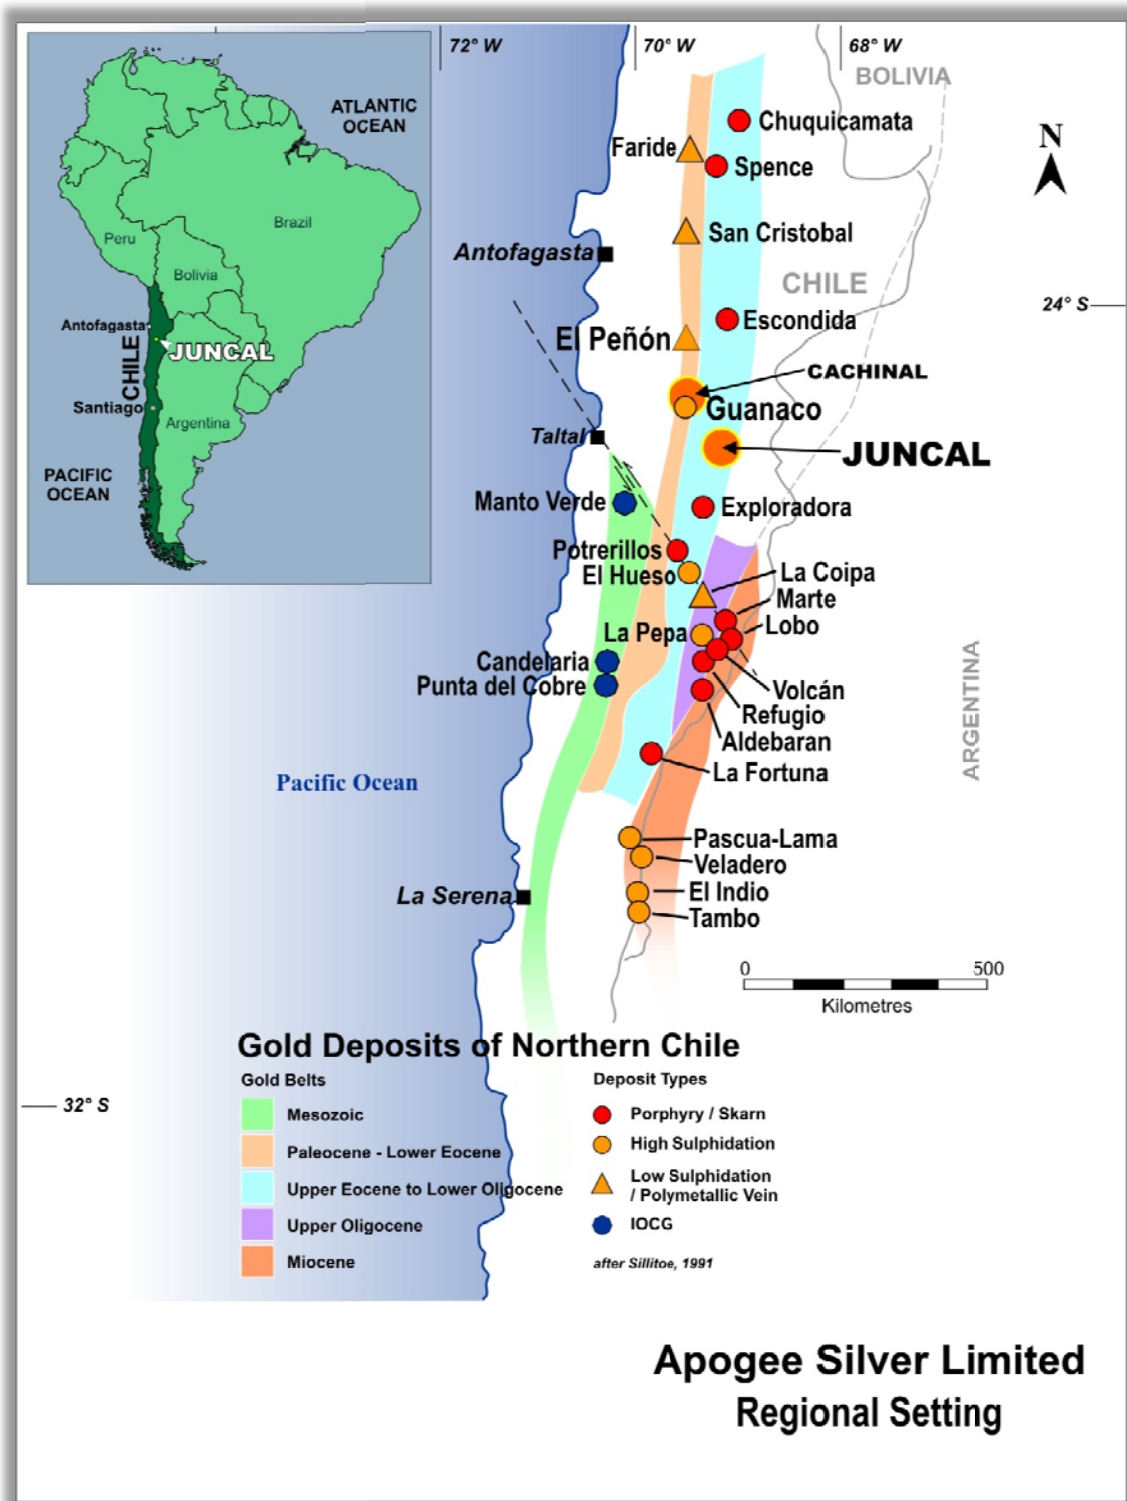 72° W
70° W
68° W
BOLIVIA
ATLANTIC
OCEAN
Brazil
Peru
Bolivia
Antofagasta
JUNCAL
CHILE
Santiago
Argentina
PACIFIC
OCEAN
N
Chuquicamata
Faride
Spence
San Cristobal
Antofagasta
CHILE
24° S
Escondida
El Peñón
CACHINAL
Guanaco
Taltal
JUNCAL
Manto Verde
Exploradora
Potrerillos
El Hueso
La Coipa
Marte
Lobo
La Pepa
Candelaria
Punta del Cobre
Volcán
Refugio
Aldebaran
La Fortuna
ARGENTINA
Pacific Ocean
Pascua-Lama
Veladero
El Indio
Tambo
La Serena
0 500
Kilometres
Gold Deposits of Northern Chile
Gold Belts
Mesozoic
Paleocene - Lower Eocene
Upper Eocene to Lower Oligocene
Upper Oligocene
Miocene
Deposit Types
Porphyry / Skarn
High Sulphidation
Low Sulphidation
/ Polymetallic Vein
IOCG
after Sillitoe, 1991
32° S
Apogee Silver Limited
Regional Setting